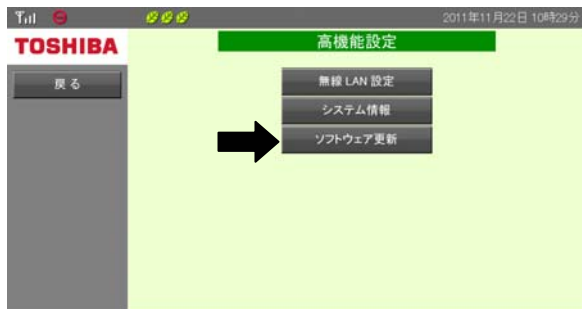 2011年11月22日 10時29分
TOSHIBA
高機能設定
戻る
無線 LAN 設定
システム情報
ソフトウェア更新